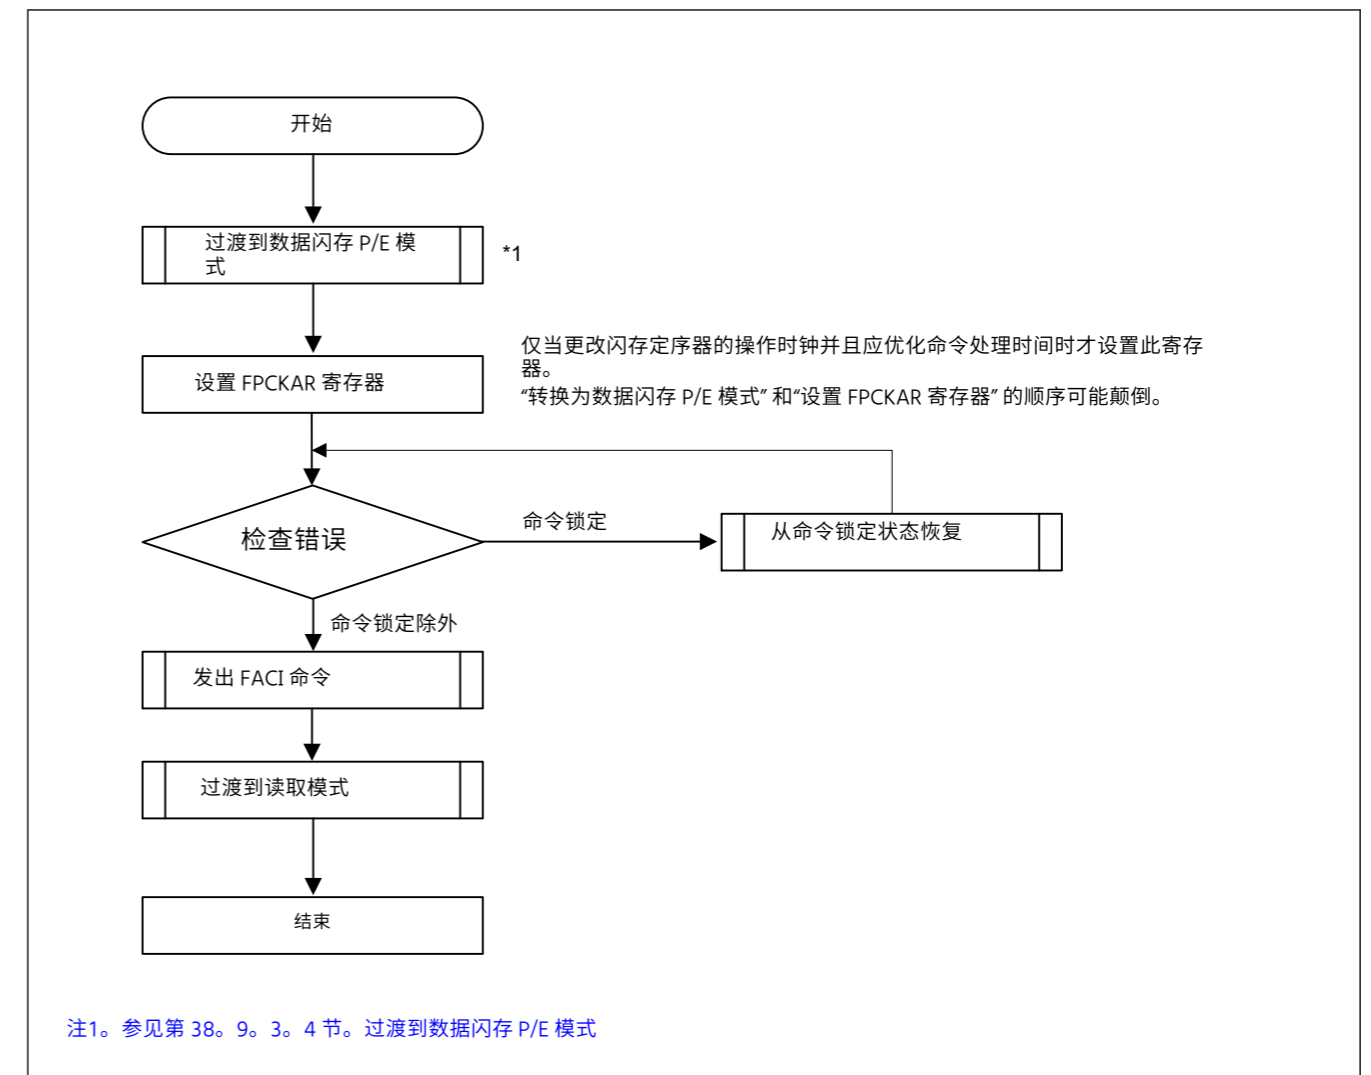 开始
过渡到数据闪存 P/E 模
式
*1
仅当更改闪存定序器的操作时钟并且应优化命令处理时间时才设置此寄存
器。
“转换为数据闪存 P/E 模式” 和“设置 FPCKAR 寄存器” 的顺序可能颠倒。
设置 FPCKAR 寄存器
检查错误
命令锁定
从命令锁定状态恢复
命令锁定除外
发出 FACI 命令
过渡到读取模式
结束
注1。参见第 38。9。3。4 节。过渡到数据闪存 P/E 模式